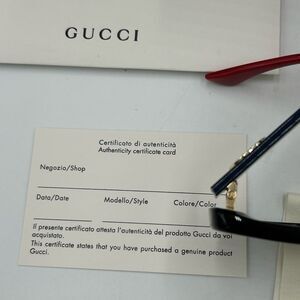 GUCCI
Certificato di autenticità
Authenticity certificate card
Negozio/Shop
Data/Date Modello/Style Colore/Color
Il presente certificato attesta l'autenticità del prodotto Gucci da voi
acquistato.
This certificate states that you have purchased a genuine product
Gucci.